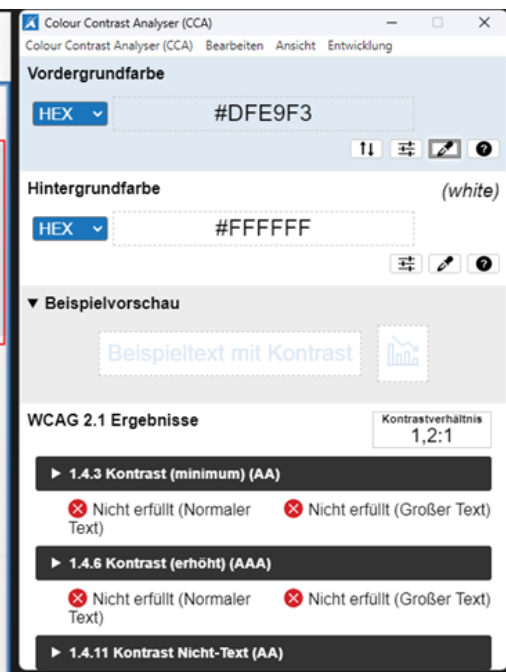 Colour Contrast Analyser (CCA)
Colour Contrast Analyser (CCA) Bearbeiten Ansicht Entwicklung
Vordergrundfarbe
HEX #DFE9F3
Hintergrundfarbe (white)
HEX #FFFFFF
▼ Beispielvorschau
Beispieltext mit Kontrast
WCAG 2.1 Ergebnisse
Kontrastverhältnis
1,2:1
▶ 1.4.3 Kontrast (minimum) (AA)
Nicht erfüllt (Normaler Text)
Nicht erfüllt (Großer Text)
▶ 1.4.6 Kontrast (erhöht) (AAA)
Nicht erfüllt (Normaler Text)
Nicht erfüllt (Großer Text)
▶ 1.4.11 Kontrast Nicht-Text (AA)